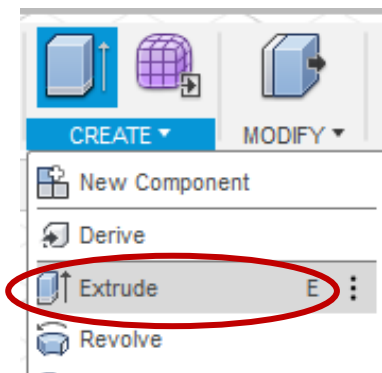 CREATE ▼ MODIFY ▼
New Component
Derive
Extrude E
Revolve